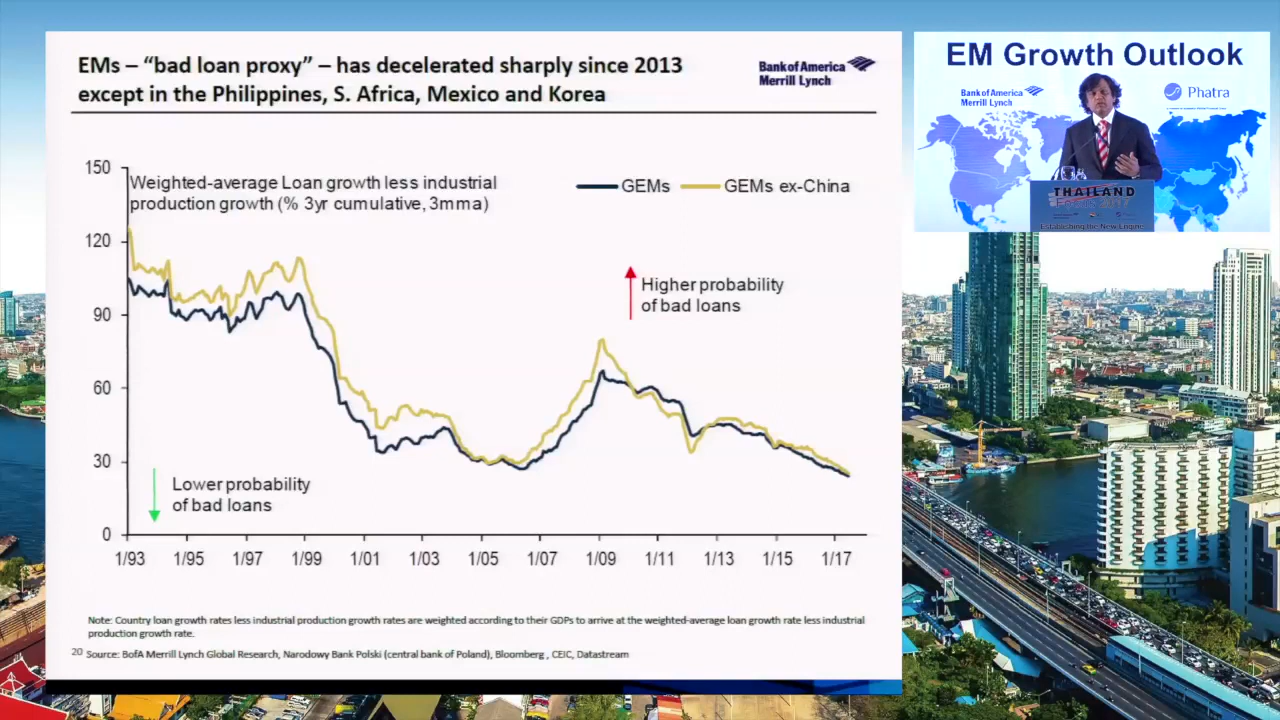 EMs – “bad loan proxy” – has decelerated sharply since 2013
except in the Philippines, S. Africa, Mexico and Korea
Bank of America
Merrill Lynch
150
120
90
60
30
0
Weighted-average Loan growth less industrial
production growth (% 3yr cumulative, 3mma)
GEMs
GEMs ex-China
Higher probability
of bad loans
Lower probability
of bad loans
1/93 1/95 1/97 1/99 1/01 1/03 1/05 1/07 1/09 1/11 1/13 1/15 1/17
Note: Country loan growth rates less industrial production growth rates are weighted according to their GDPs to arrive at the weighted-average loan growth rate less industrial
production growth rate.
20 Source: BofA Merrill Lynch Global Research, Narodowy Bank Polski (central bank of Poland), Bloomberg , CEIC, Datastream
EM Growth Outlook
Bank of America
Merrill Lynch
Phatra
THAILAND
Focus 2017
Establishing the New Engine